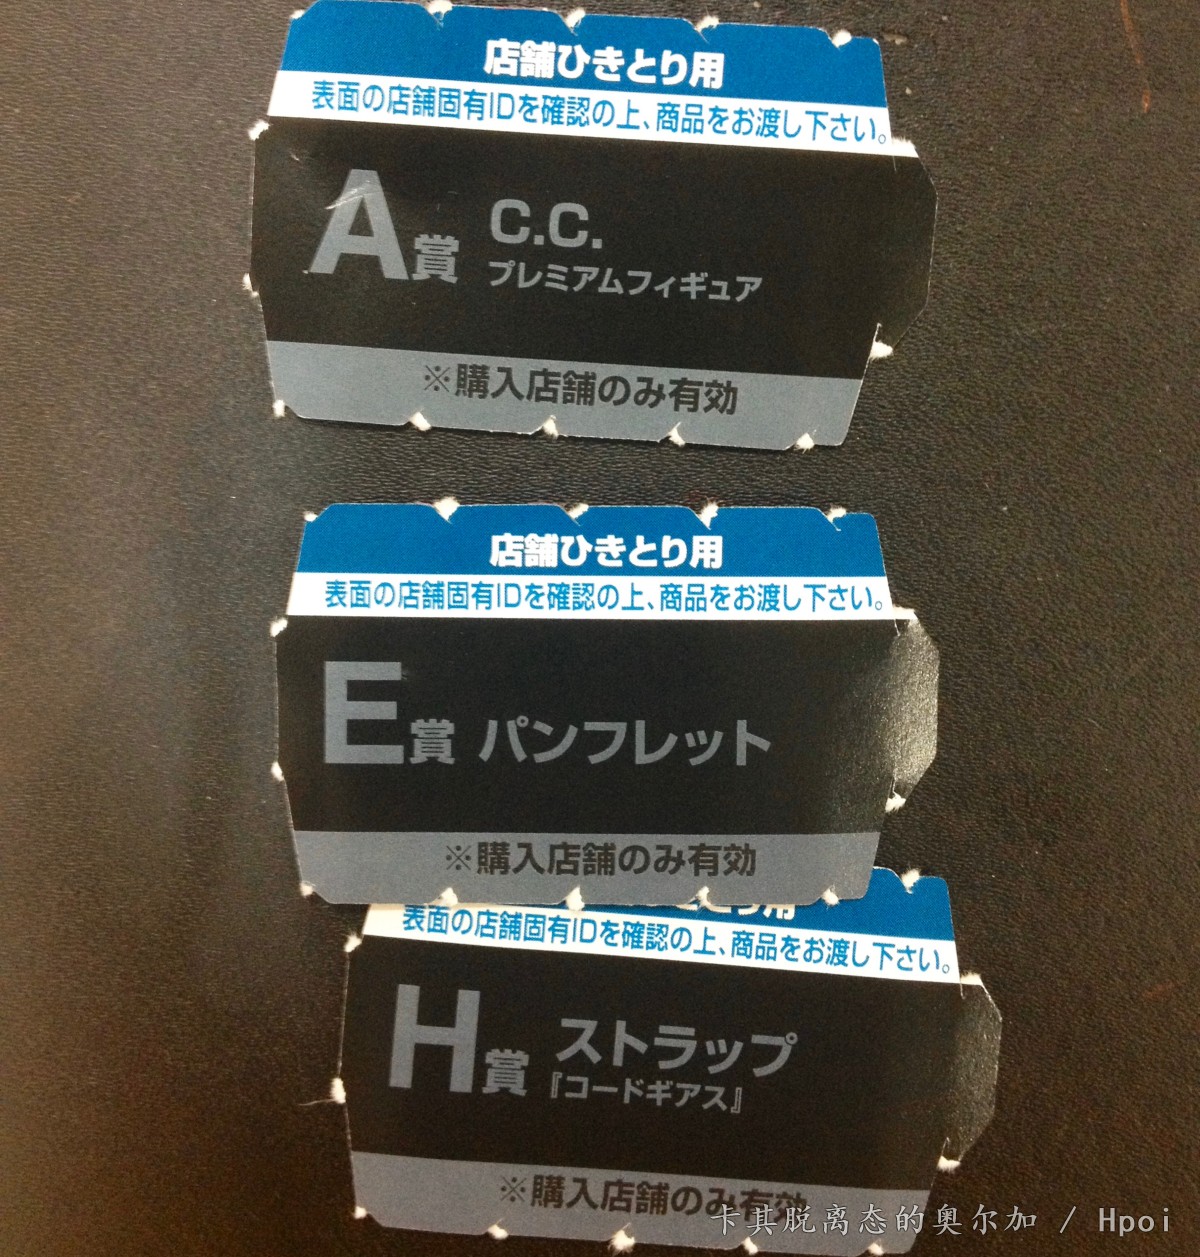 店舗ひきとり用
表面の店舗固有IDを確認の上、商品をお渡し下さい。
A賞 C.C.
プレミアムフィギュア
※購入店舗のみ有効
店舗ひきとり用
表面の店舗固有IDを確認の上、商品をお渡し下さい。
E賞 パンフレット
※購入店舗のみ有効
とり用
表面の店舗固有IDを確認の上、商品をお渡し下さい。
H賞 ストラップ
『コードギアス』
※購入店舗のみ有効
卡其脱离态的奥尔加 / Hpoi